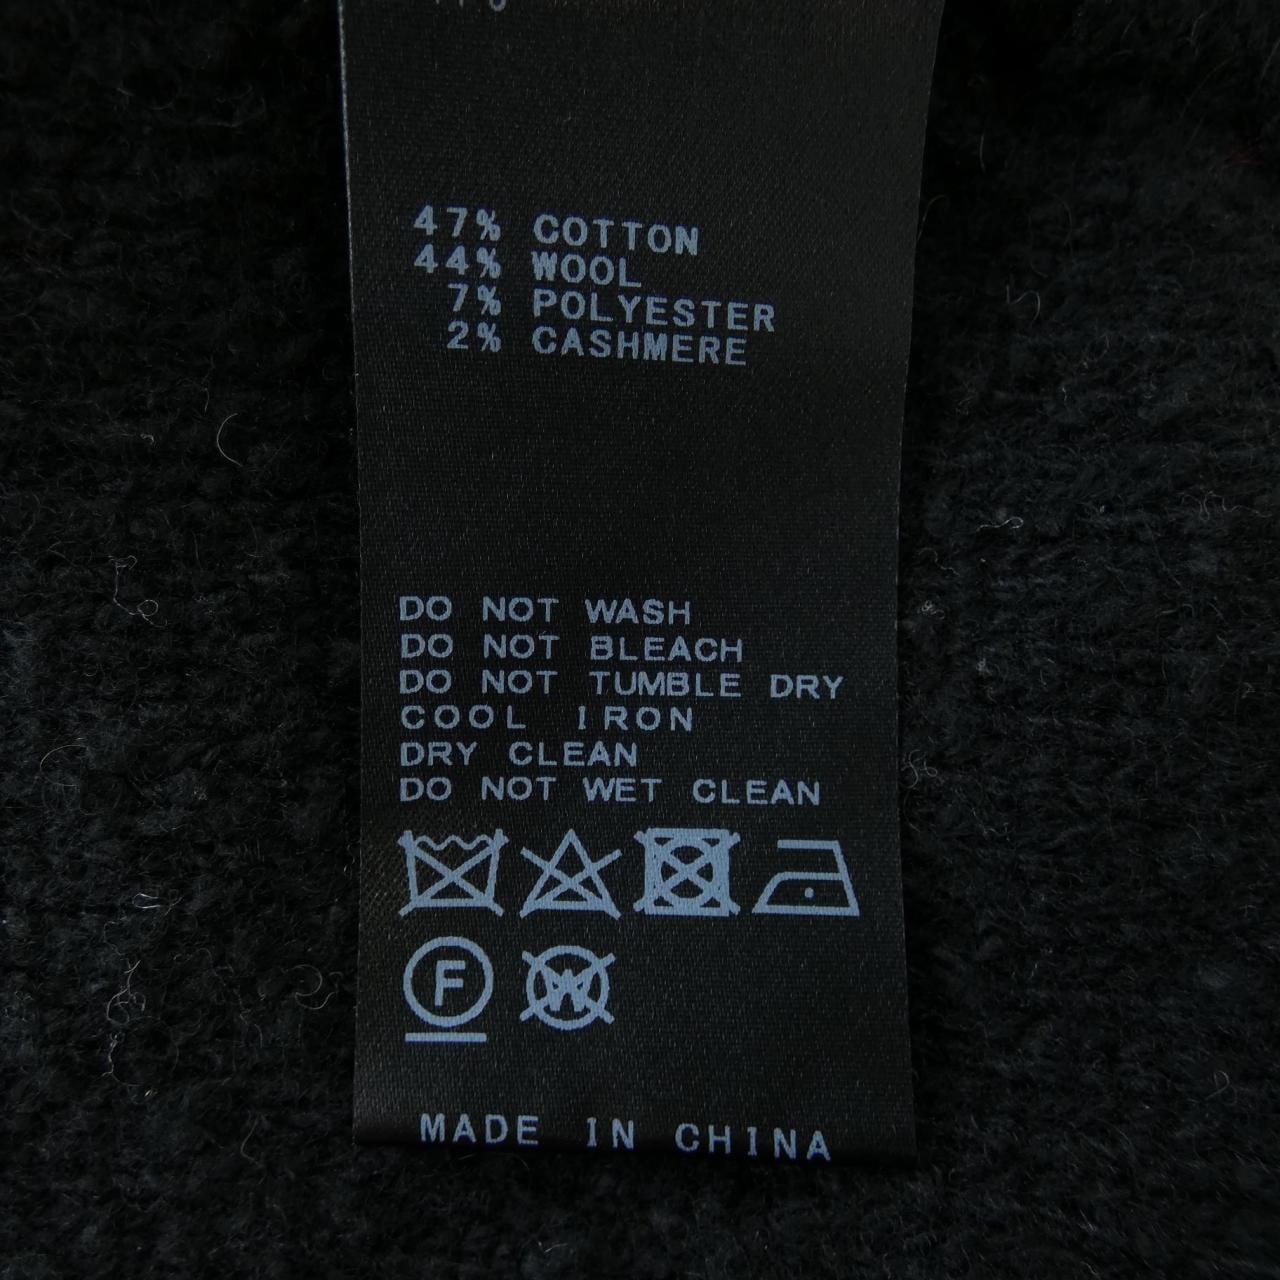 47% COTTON
44% WOOL
7% POLYESTER
2% CASHMERE
DO NOT WASH
DO NOT BLEACH
DO NOT TUMBLE DRY
COOL IRON
DRY CLEAN
DO NOT WET CLEAN
F W
MADE IN CHINA